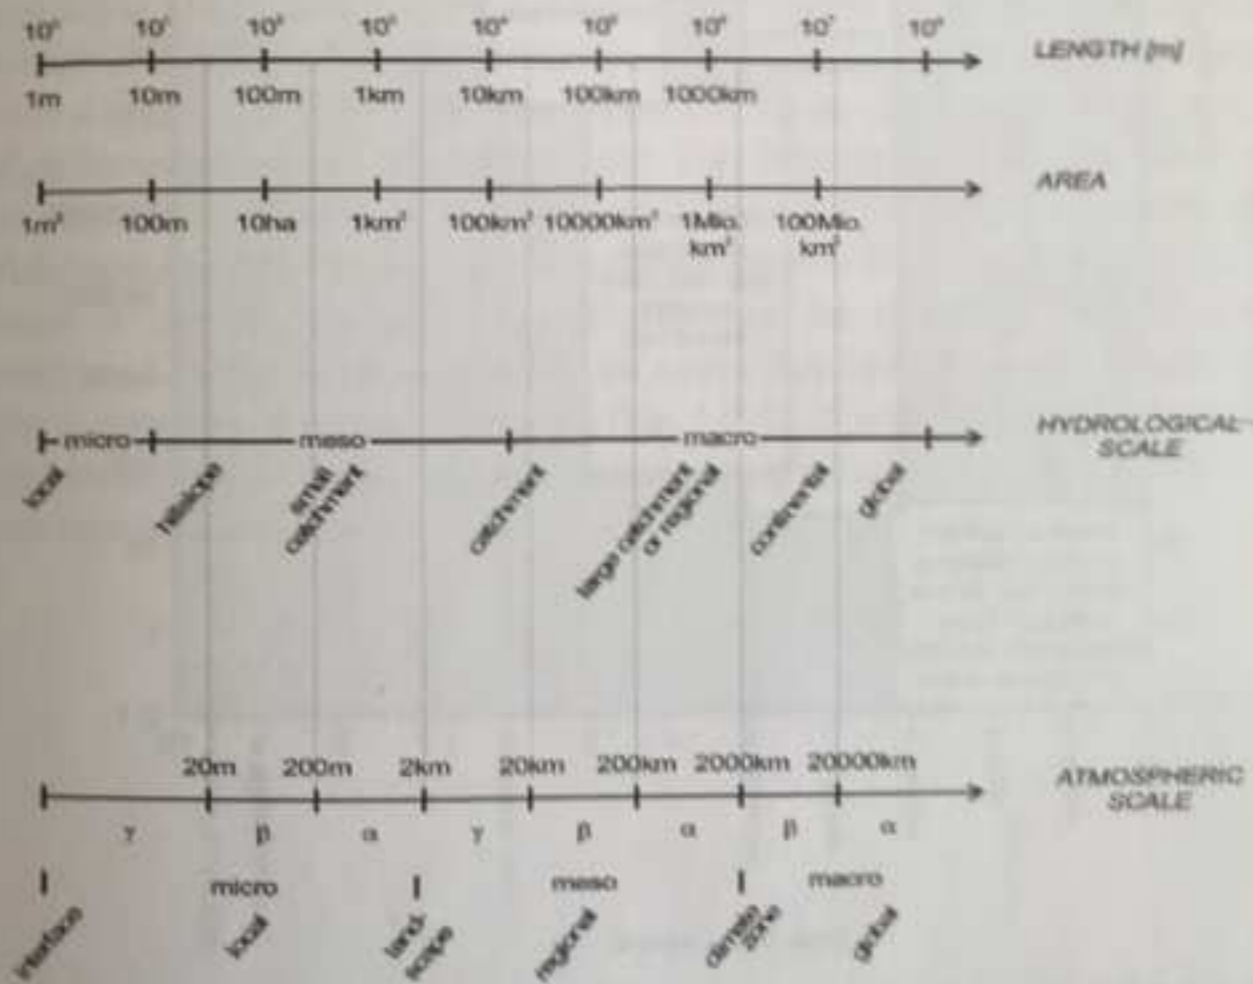 10⁰ 10¹ 10² 10³ 10⁴ 10⁵ 10⁶ 10⁷ 10⁸
LENGTH [m]
1m 10m 100m 1km 10km 100km 1000km
AREA
1m² 100m 10ha 1km² 100km² 10000km² 1Mio. 100Mio.
km² km²
HYDROLOGICAL
SCALE
micro meso macro
local hillslope small catchment large catchment continental global
catchment or regional
20m 200m 2km 20km 200km 2000km 20000km
ATMOSPHERIC
SCALE
γ β α γ β α β α
micro meso macro
interface local land- regional climate global
scape zone